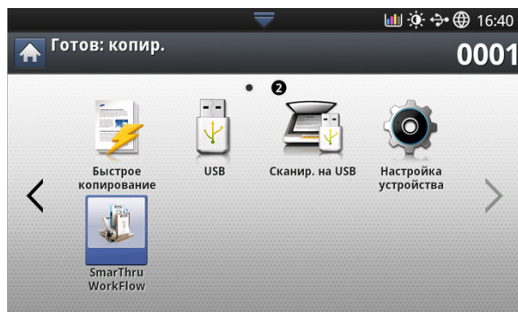 16:40
Готов: копир.
0001
2
Быстрое
копирование
USB
Сканир. на USB
Настройка
устройства
SmarThru
WorkFlow